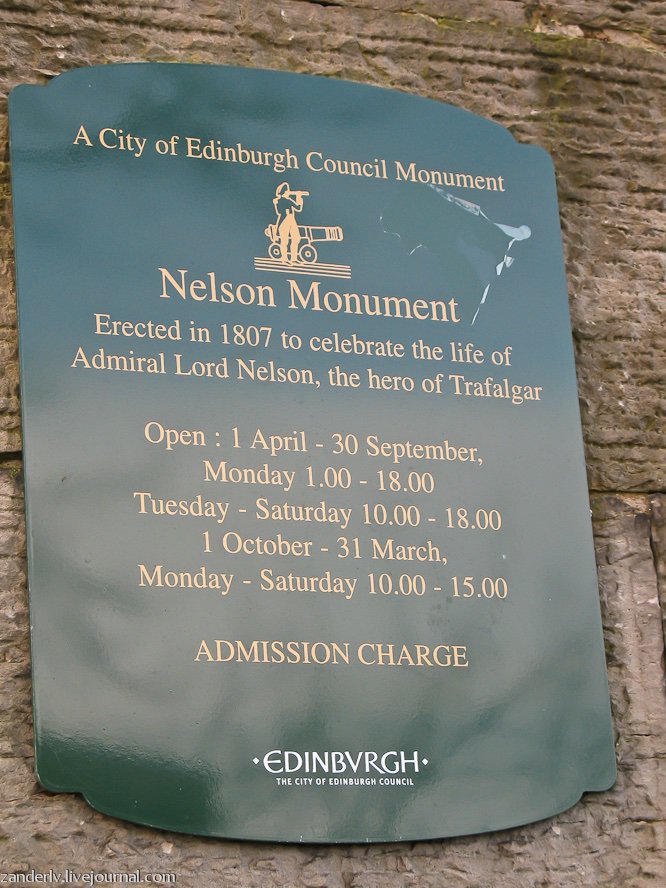 A City of Edinburgh Council Monument
Nelson Monument
Erected in 1807 to celebrate the life of
Admiral Lord Nelson, the hero of Trafalgar
Open : 1 April - 30 September,
Monday 1.00 - 18.00
Tuesday - Saturday 10.00 - 18.00
1 October - 31 March,
Monday - Saturday 10.00 - 15.00
ADMISSION CHARGE
·EDINBVRGH·
THE CITY OF EDINBURGH COUNCIL
zanderlv.livejournal.com